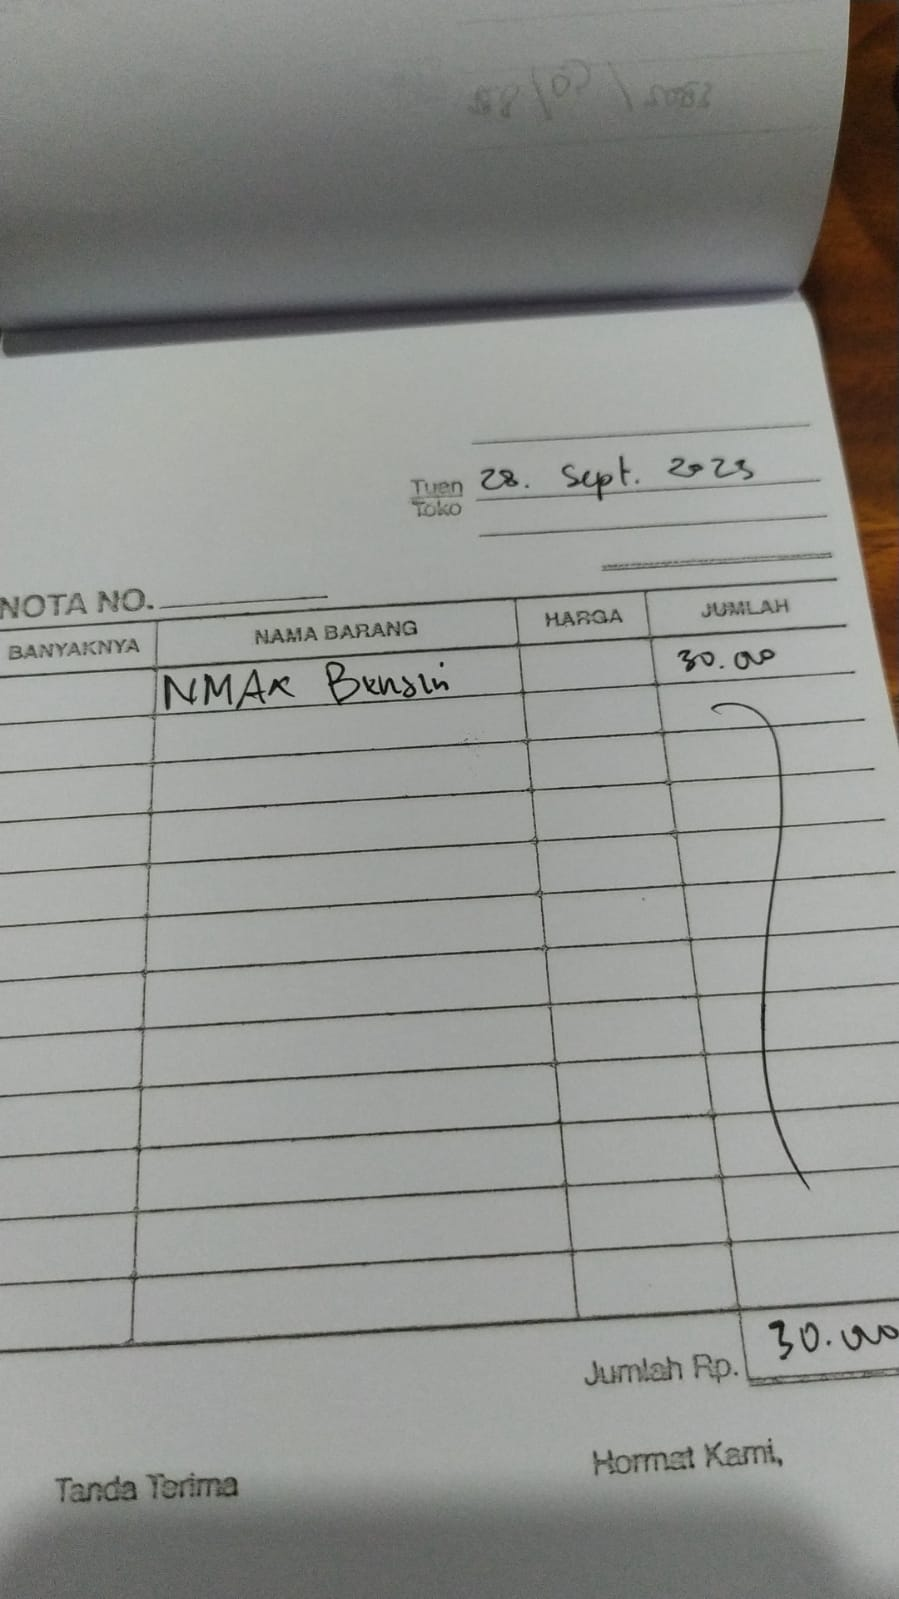 Tuan 28. Sept. 2023
Toko
NOTA NO.
BANYAKNYA NAMA BARANG HARGA JUMLAH
NMAX Bensin 30.000
Jumlah Rp. 30.000
Tanda Terima Hormat Kami,